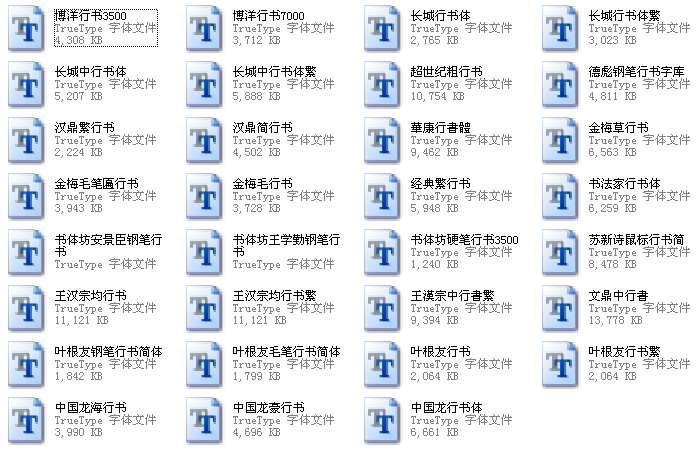 博洋行书3500
TrueType 字体文件
4,308 KB
博洋行书7000
TrueType 字体文件
3,712 KB
长城行书体
TrueType 字体文件
2,765 KB
长城行书体繁
TrueType 字体文件
3,023 KB
长城中行书体
TrueType 字体文件
5,207 KB
长城中行书体繁
TrueType 字体文件
5,888 KB
超世纪粗行书
TrueType 字体文件
10,754 KB
德彪钢笔行书字库
TrueType 字体文件
4,811 KB
汉鼎繁行书
TrueType 字体文件
2,224 KB
汉鼎简行书
TrueType 字体文件
4,502 KB
華康行書體
TrueType 字体文件
9,462 KB
金梅草行书
TrueType 字体文件
6,563 KB
金梅毛笔匾行书
TrueType 字体文件
3,943 KB
金梅毛行书
TrueType 字体文件
3,728 KB
经典繁行书
TrueType 字体文件
5,948 KB
书法家行书体
TrueType 字体文件
6,259 KB
书体坊安景臣钢笔行
书
TrueType 字体文件
书体坊王学勤钢笔行
书
TrueType 字体文件
书体坊硬笔行书3500
TrueType 字体文件
1,240 KB
苏新诗鼠标行书简
TrueType 字体文件
8,478 KB
王汉宗均行书
TrueType 字体文件
11,121 KB
王汉宗均行书繁
TrueType 字体文件
11,121 KB
王漢宗中行書繁
TrueType 字体文件
9,394 KB
文鼎中行書
TrueType 字体文件
13,778 KB
叶根友钢笔行书简体
TrueType 字体文件
1,842 KB
叶根友毛笔行书简体
TrueType 字体文件
1,799 KB
叶根友行书
TrueType 字体文件
2,064 KB
叶根友行书繁
TrueType 字体文件
2,064 KB
中国龙海行书
TrueType 字体文件
3,990 KB
中国龙豪行书
TrueType 字体文件
4,696 KB
中国龙行书体
TrueType 字体文件
6,661 KB